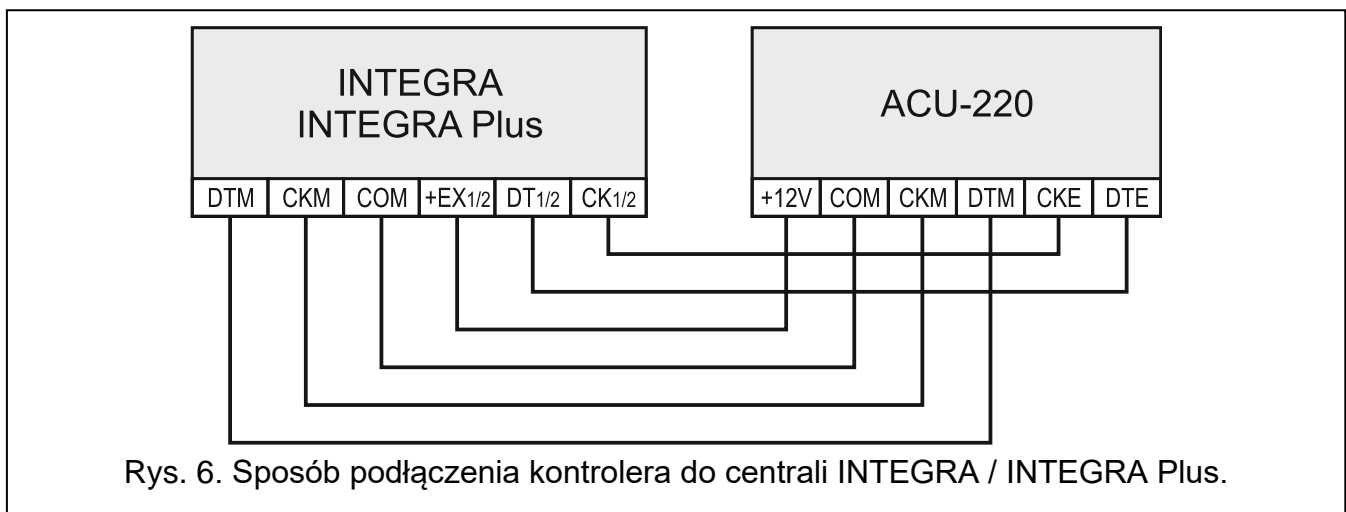 INTEGRA
INTEGRA Plus
ACU-220
DTM CKM COM +EX1/2 DT1/2 CK1/2
+12V COM CKM DTM CKE DTE
Rys. 6. Sposób podłączenia kontrolera do centrali INTEGRA / INTEGRA Plus.